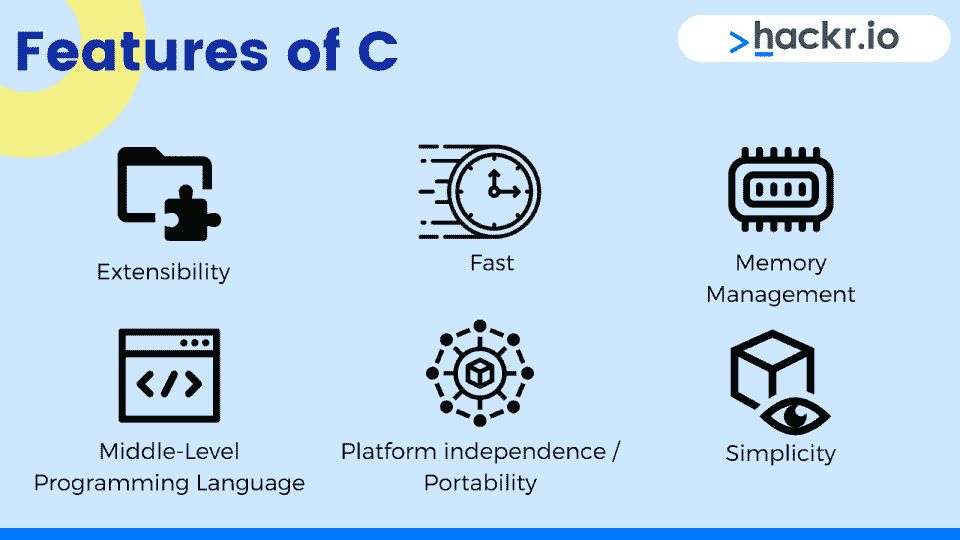 Features of C
>hackr.io
Extensibility
Fast
Memory
Management
</>
Middle-Level
Programming Language
Platform independence /
Portability
Simplicity